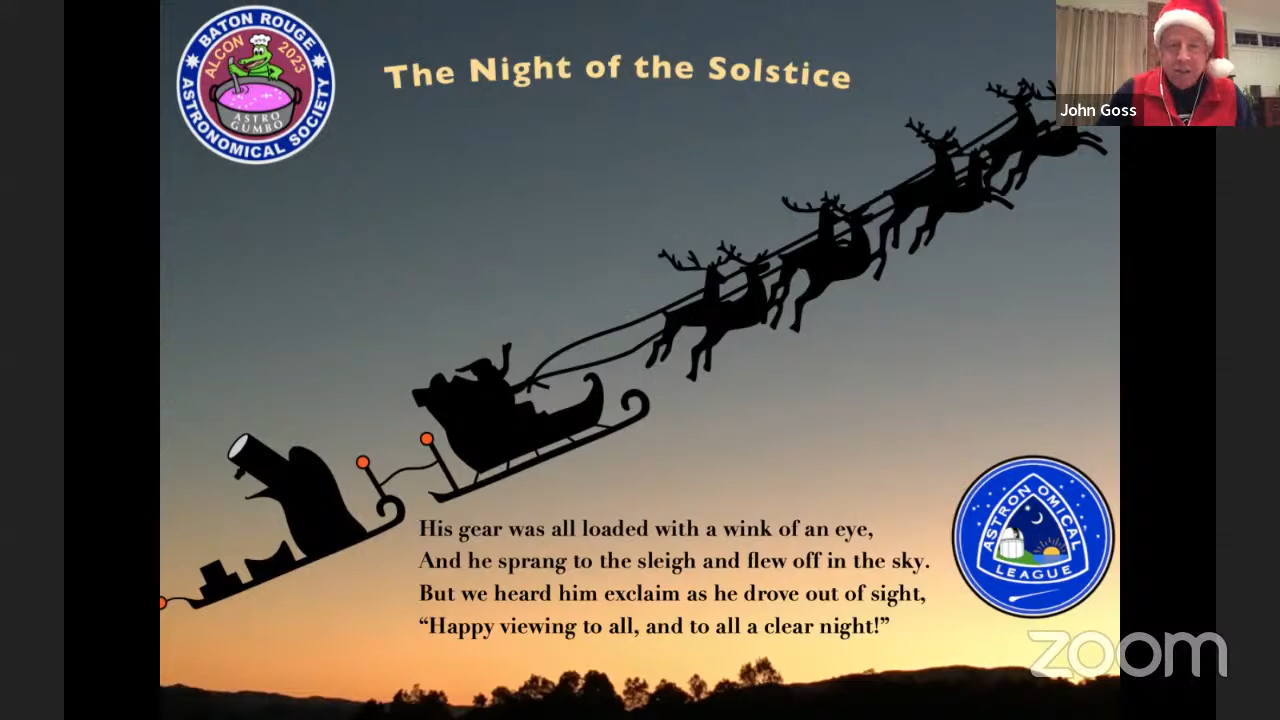 BATON ROUGE
ALCON 2023
ASTRO
GUMBO
ASTRONOMICAL SOCIETY
The Night of the Solstice
John Goss
His gear was all loaded with a wink of an eye,
And he sprang to the sleigh and flew off in the sky.
But we heard him exclaim as he drove out of sight,
“Happy viewing to all, and to all a clear night!”
ASTRONOMICAL
LEAGUE
zoom